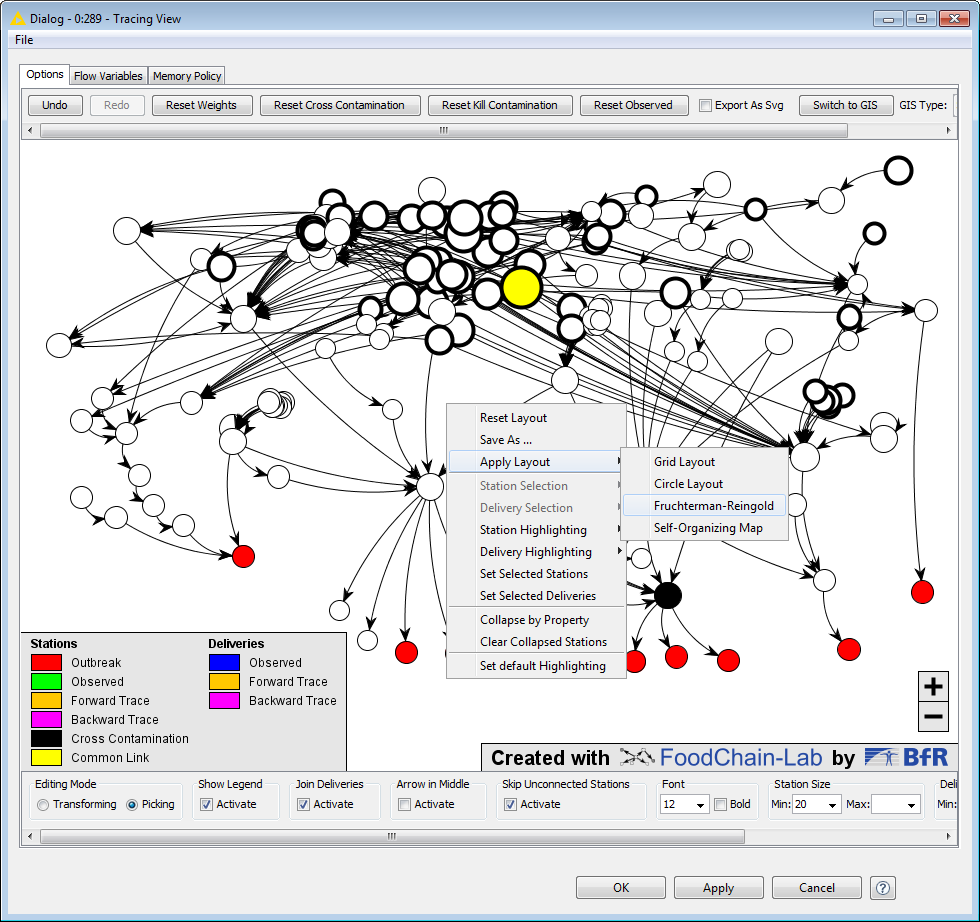 Dialog - 0:289 - Tracing View
File
Options Flow Variables Memory Policy
Undo Redo Reset Weights Reset Cross Contamination Reset Kill Contamination Reset Observed Export As Svg Switch to GIS GIS Type:
Reset Layout
Save As ...
Apply Layout
Station Selection
Delivery Selection
Station Highlighting
Delivery Highlighting
Set Selected Stations
Set Selected Deliveries
Collapse by Property
Clear Collapsed Stations
Set default Highlighting
Grid Layout
Circle Layout
Fruchterman-Reingold
Self-Organizing Map
Stations Deliveries
Outbreak Observed
Observed Forward Trace
Forward Trace Backward Trace
Backward Trace
Cross Contamination
Common Link
+
−
Created with FoodChain-Lab by BfR
Editing Mode Show Legend Join Deliveries Arrow in Middle Skip Unconnected Stations Font Station Size Deli
Transforming Picking Activate Activate Activate Activate 12 Bold Min: 20 Max: Min:
OK Apply Cancel ?